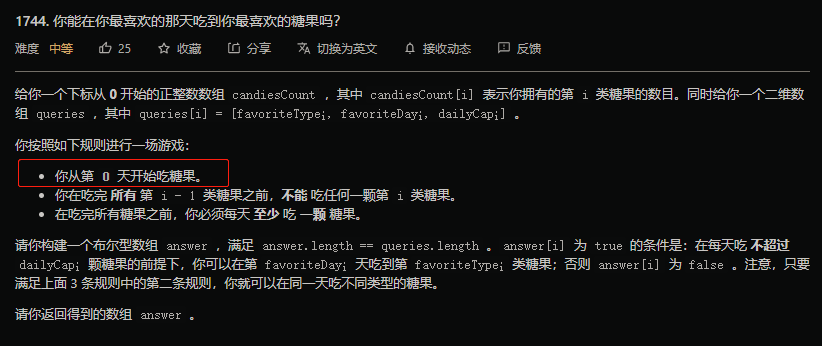 1744. 你能在你最喜欢的那天吃到你最喜欢的糖果吗？
难度 中等 25 收藏 分享 切换为英文 接收动态 反馈
给你一个下标从 0 开始的正整数数组 candiesCount ，其中 candiesCount[i] 表示你拥有的第 i 类糖果的数目。同时给你一个二维数
组 queries ，其中 queries[i] = [favoriteTypeᵢ, favoriteDayᵢ, dailyCapᵢ] 。
你按照如下规则进行一场游戏：
• 你从第 0 天开始吃糖果。
• 你在吃完 所有 第 i - 1 类糖果之前，不能 吃任何一颗第 i 类糖果。
• 在吃完所有糖果之前，你必须每天 至少 吃 一颗 糖果。
请你构建一个布尔型数组 answer ，满足 answer.length == queries.length 。answer[i] 为 true 的条件是：在每天吃 不超过
dailyCapᵢ 颗糖果的前提下，你可以在第 favoriteDayᵢ 天吃到第 favoriteTypeᵢ 类糖果；否则 answer[i] 为 false 。注意，只要
满足上面 3 条规则中的第二条规则，你就可以在同一天吃不同类型的糖果。
请你返回得到的数组 answer 。